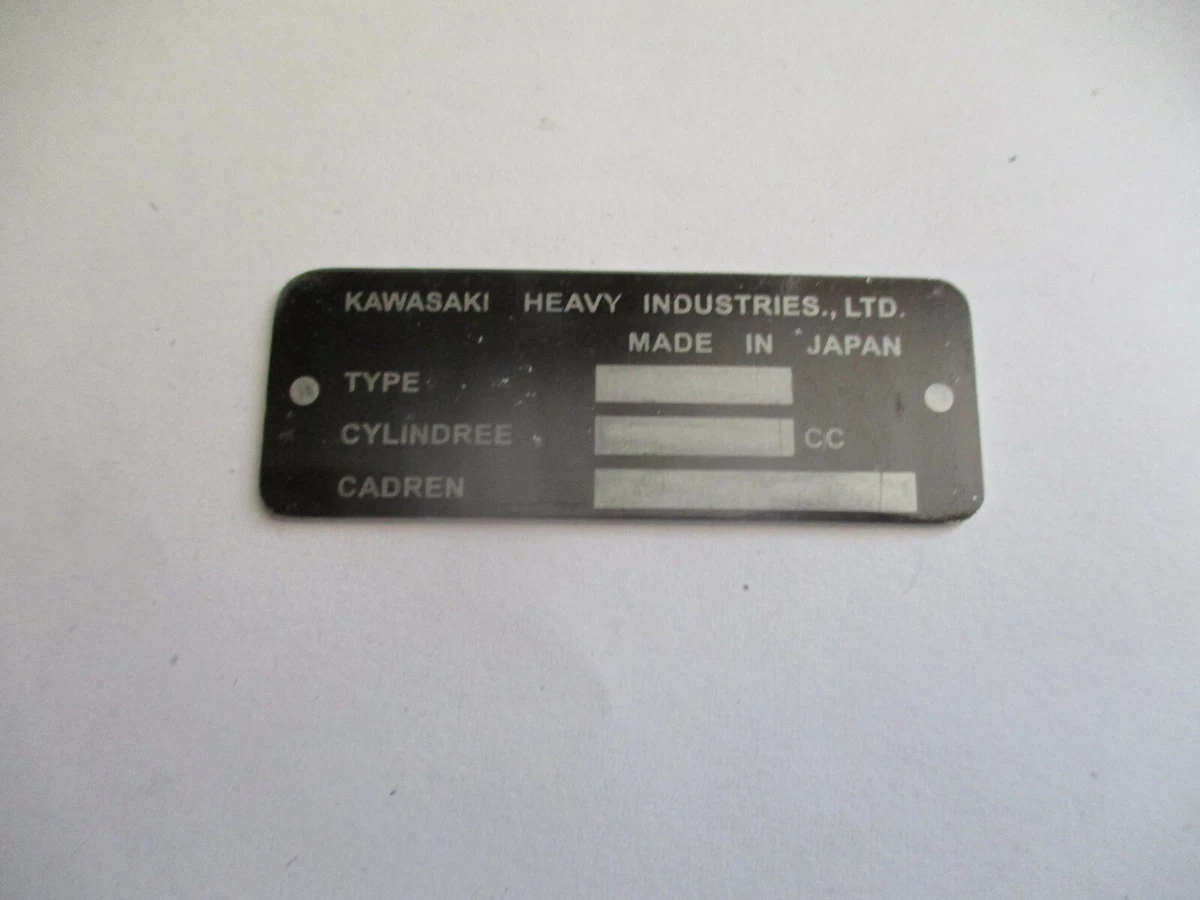 KAWASAKI HEAVY INDUSTRIES., LTD.
MADE IN JAPAN
TYPE
CYLINDREE CC
CADREN